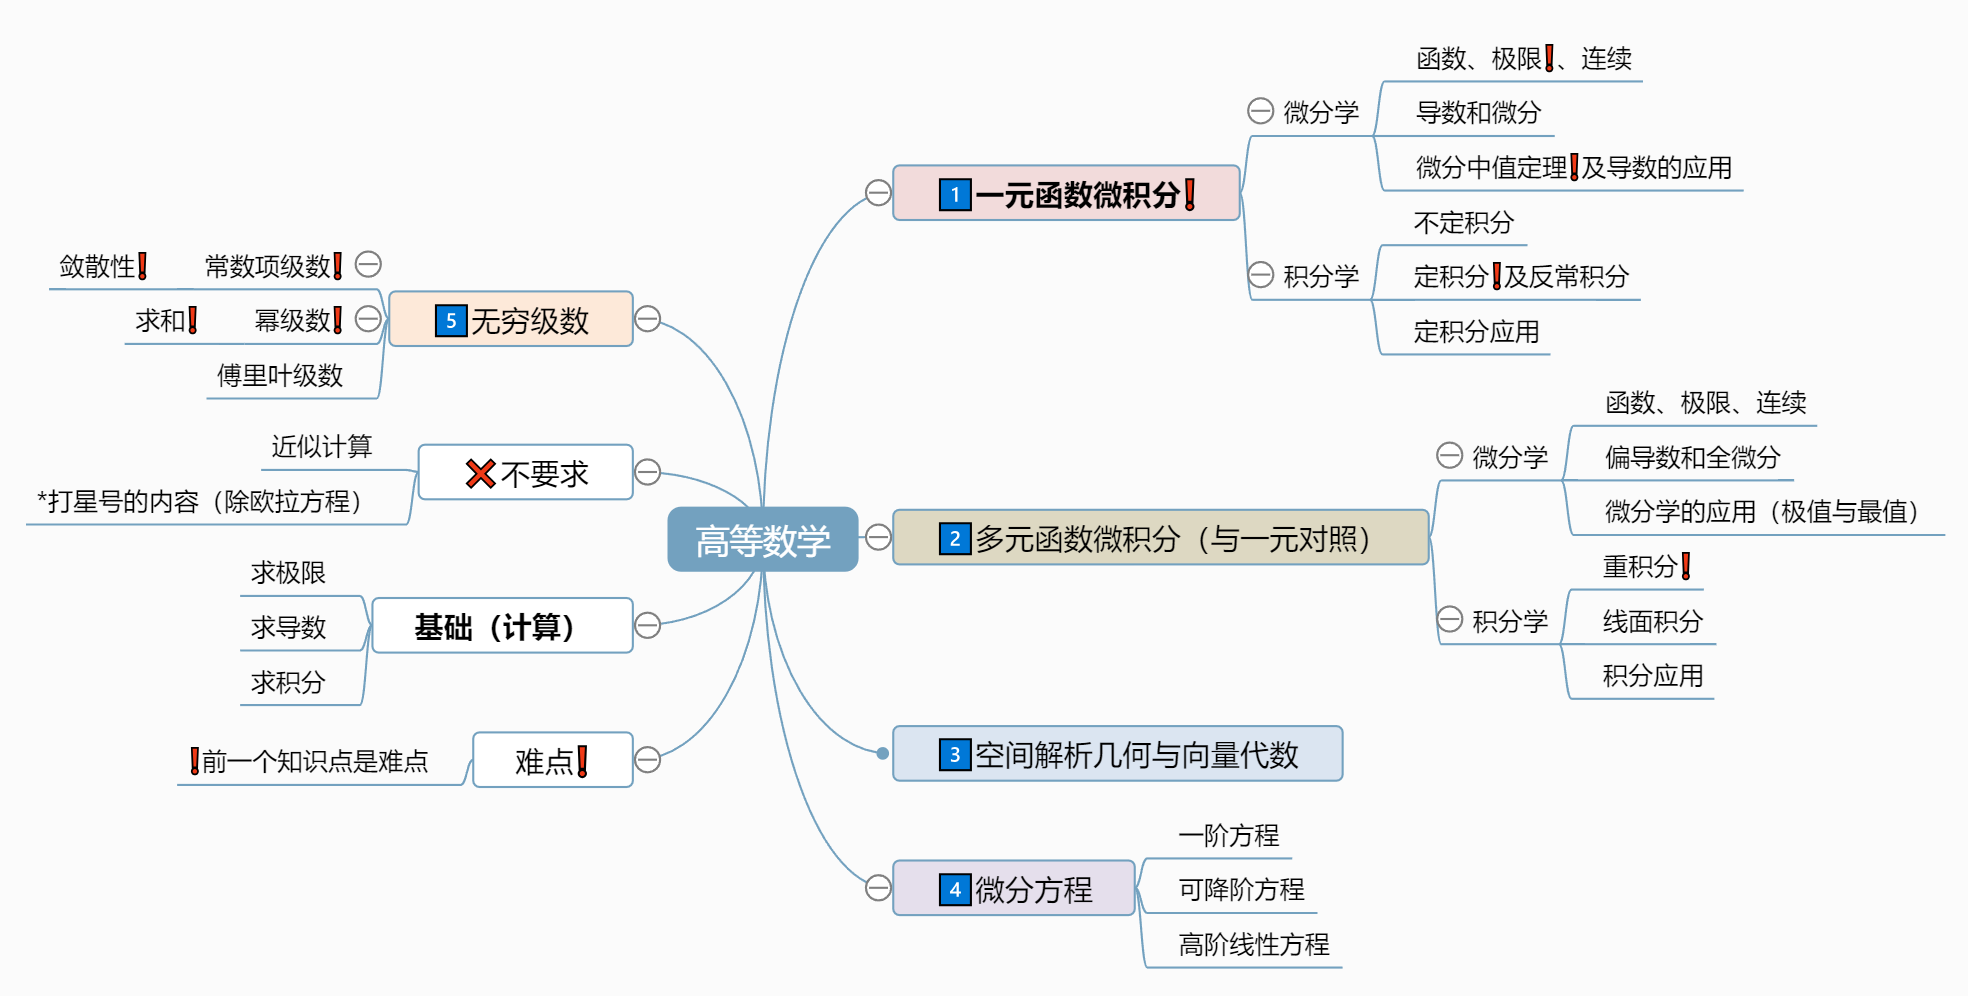 高等数学
1 一元函数微积分❗
微分学
函数、极限❗、连续
导数和微分
微分中值定理❗及导数的应用
积分学
不定积分
定积分❗及反常积分
定积分应用
2 多元函数微积分（与一元对照）
微分学
函数、极限、连续
偏导数和全微分
微分学的应用（极值与最值）
积分学
重积分❗
线面积分
积分应用
3 空间解析几何与向量代数
4 微分方程
一阶方程
可降阶方程
高阶线性方程
5 无穷级数
常数项级数❗
敛散性❗
幂级数❗
求和❗
傅里叶级数
❌不要求
近似计算
*打星号的内容（除欧拉方程）
基础（计算）
求极限
求导数
求积分
难点❗
❗前一个知识点是难点